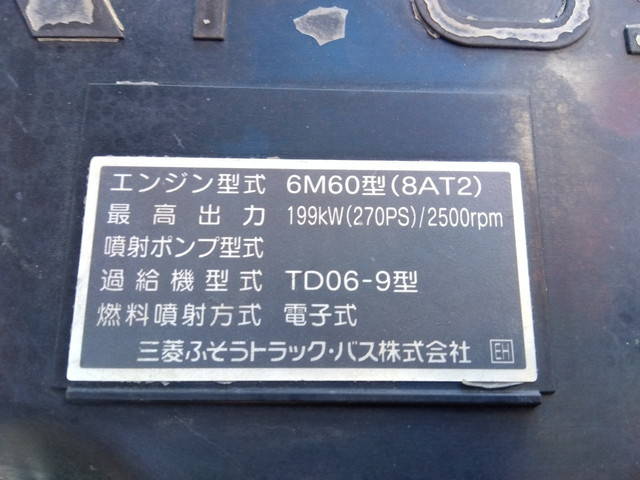 エンジン型式 6M60型(8AT2)
最高出力 199kW(270PS)/2500rpm
噴射ポンプ型式
過給機型式 TD06-9型
燃料噴射方式 電子式
三菱ふそうトラック・バス株式会社 EH